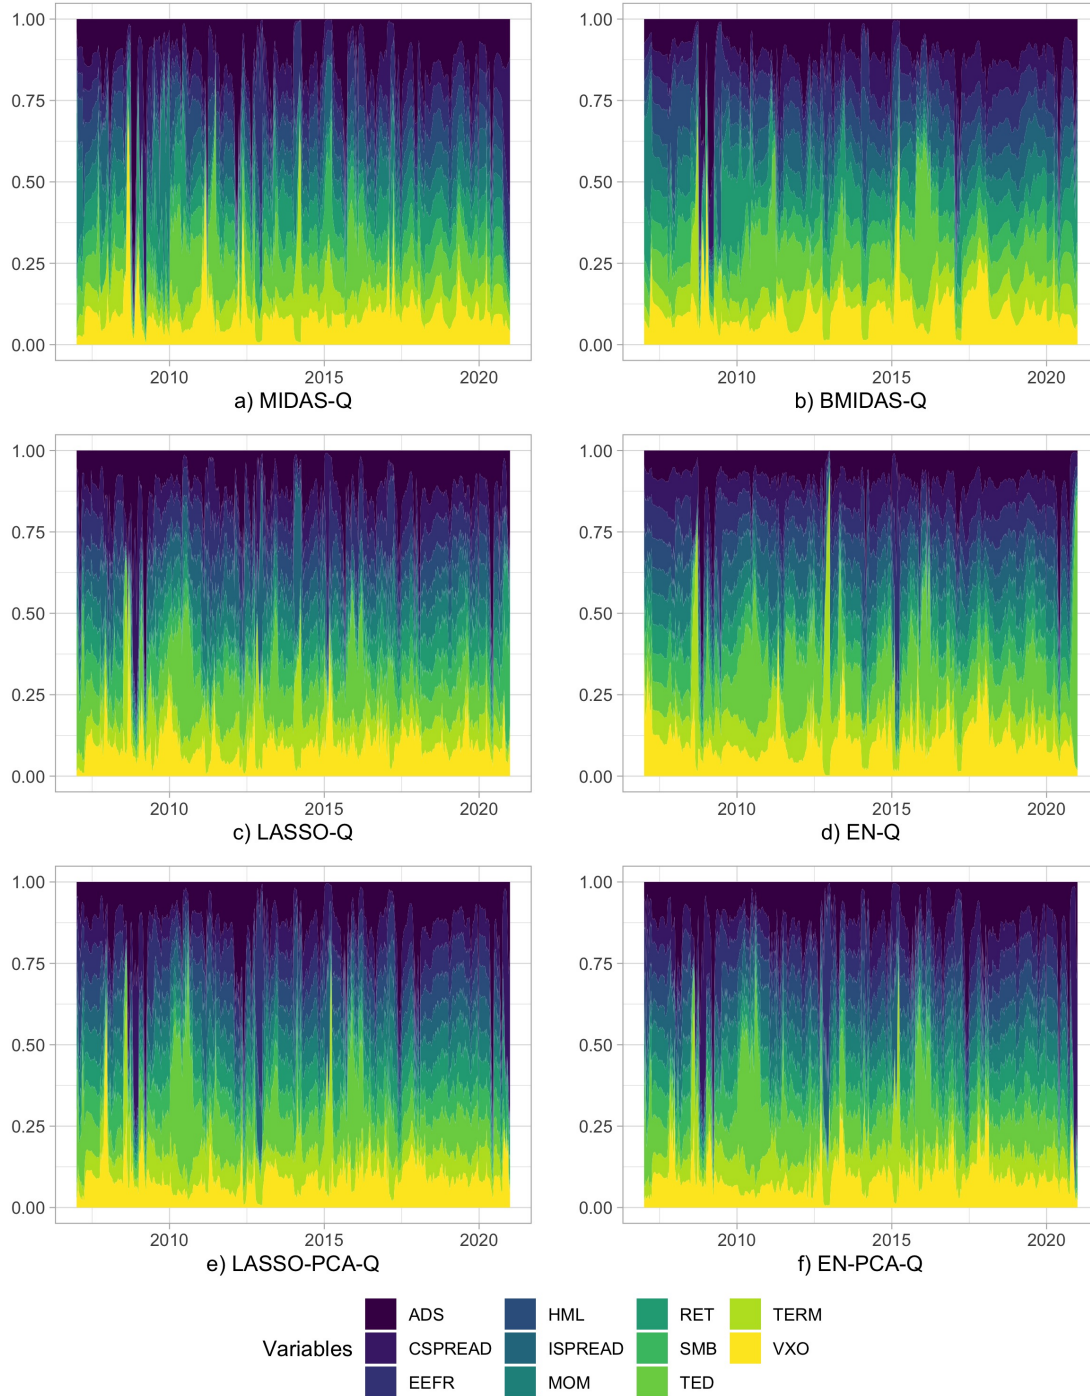 1.00
0.75
0.50
0.25
0.00
2010 2015 2020
a) MIDAS-Q
1.00
0.75
0.50
0.25
0.00
2010 2015 2020
b) BMIDAS-Q
1.00
0.75
0.50
0.25
0.00
2010 2015 2020
c) LASSO-Q
1.00
0.75
0.50
0.25
0.00
2010 2015 2020
d) EN-Q
1.00
0.75
0.50
0.25
0.00
2010 2015 2020
e) LASSO-PCA-Q
1.00
0.75
0.50
0.25
0.00
2010 2015 2020
f) EN-PCA-Q
Variables
ADS HML RET TERM
CSPREAD ISPREAD SMB VXO
EEFR MOM TED